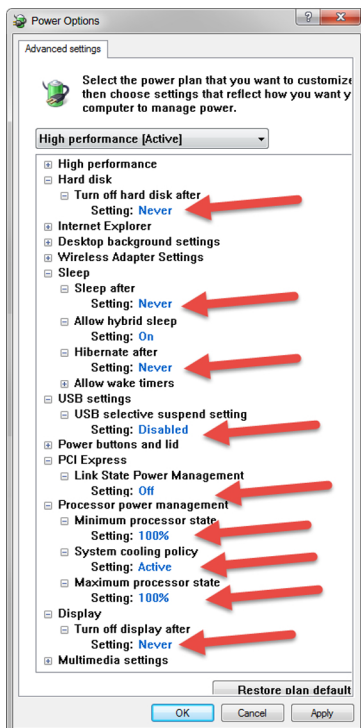 Power Options
Advanced settings
Select the power plan that you want to customize
then choose settings that reflect how you want y
computer to manage power.
High performance [Active]
High performance
Hard disk
Turn off hard disk after
Setting: Never
Internet Explorer
Desktop background settings
Wireless Adapter Settings
Sleep
Sleep after
Setting: Never
Allow hybrid sleep
Setting: On
Hibernate after
Setting: Never
Allow wake timers
USB settings
USB selective suspend setting
Setting: Disabled
Power buttons and lid
PCI Express
Link State Power Management
Setting: Off
Processor power management
Minimum processor state
Setting: 100%
System cooling policy
Setting: Active
Maximum processor state
Setting: 100%
Display
Turn off display after
Setting: Never
Multimedia settings
Restore plan default
OK Cancel Apply